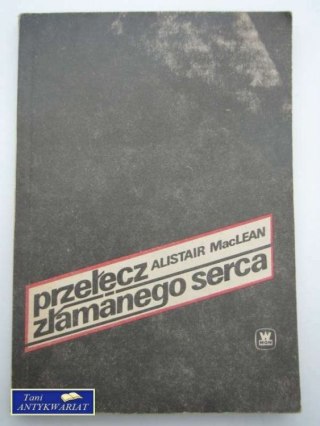 przełęcz
ALISTAIR MacLEAN
złamanego serca
Tani
ANTYKWARIAT